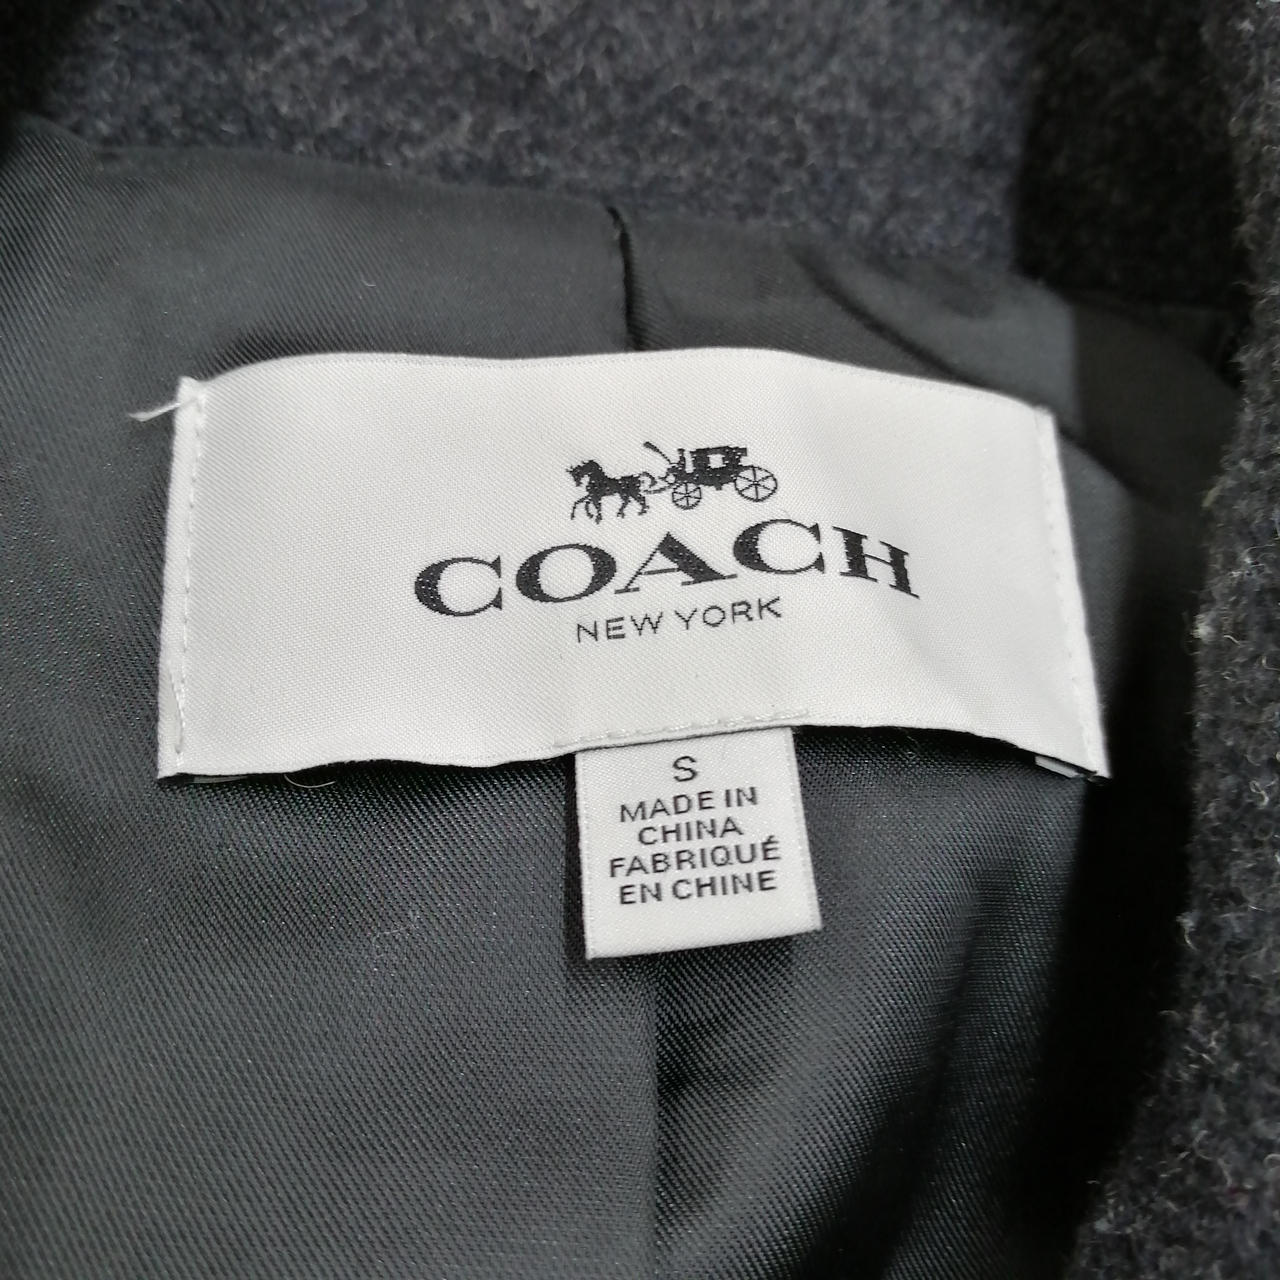 COACH
NEW YORK
S
MADE IN
CHINA
FABRIQUÉ
EN CHINE